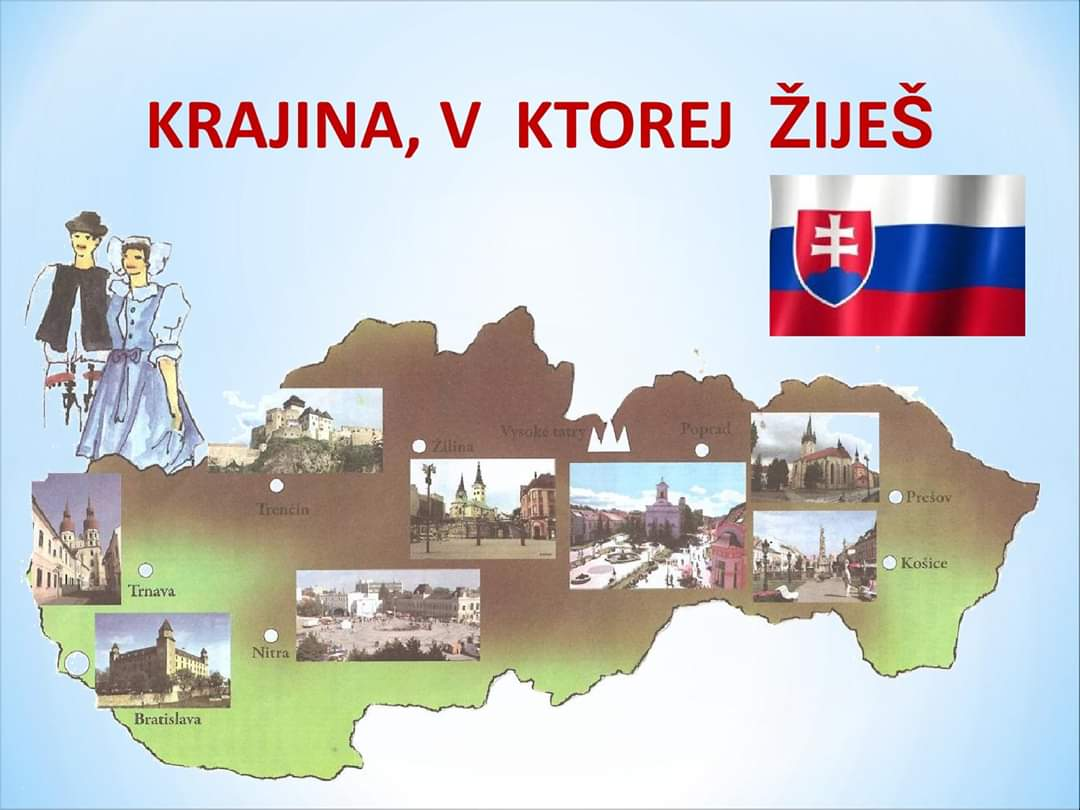 KRAJINA, V KTOREJ ŽIJEŠ
Žilina
Vysoké tatry
Poprad
Prešov
Trenčín
Košice
Trnava
Nitra
Bratislava